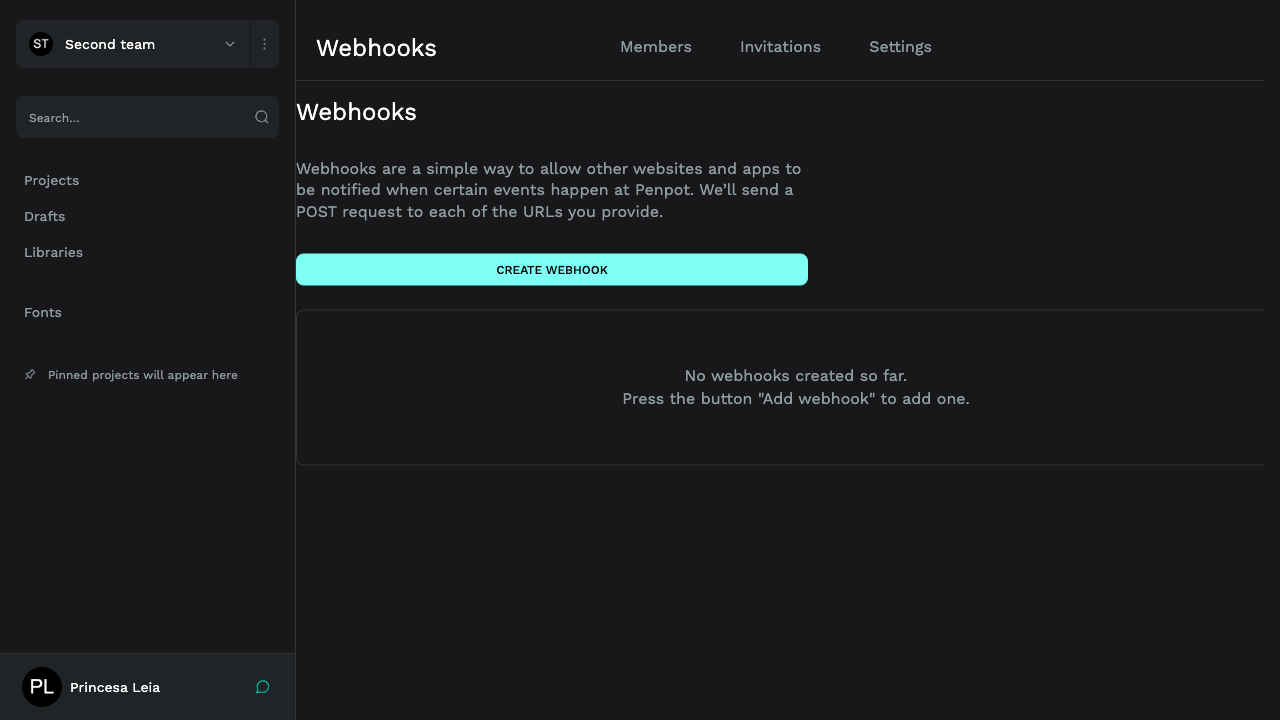 ST Second team
Search...
Projects
Drafts
Libraries
Fonts
Pinned projects will appear here
PL Princesa Leia
Webhooks Members Invitations Settings
Webhooks
Webhooks are a simple way to allow other websites and apps to
be notified when certain events happen at Penpot. We’ll send a
POST request to each of the URLs you provide.
CREATE WEBHOOK
No webhooks created so far.
Press the button "Add webhook" to add one.